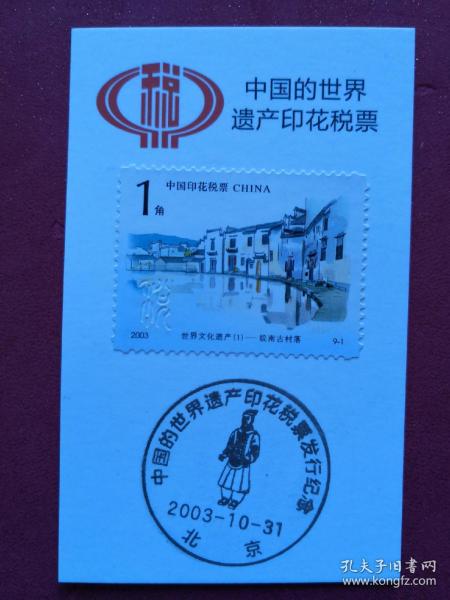 税
中国的世界
遗产印花税票
1角
中国印花税票 CHINA
2003 世界文化遗产(1)——皖南古村落 9-1
中国的世界遗产印花税票发行纪念
2003-10-31
北京
孔夫子旧书网
www.kongfz.com